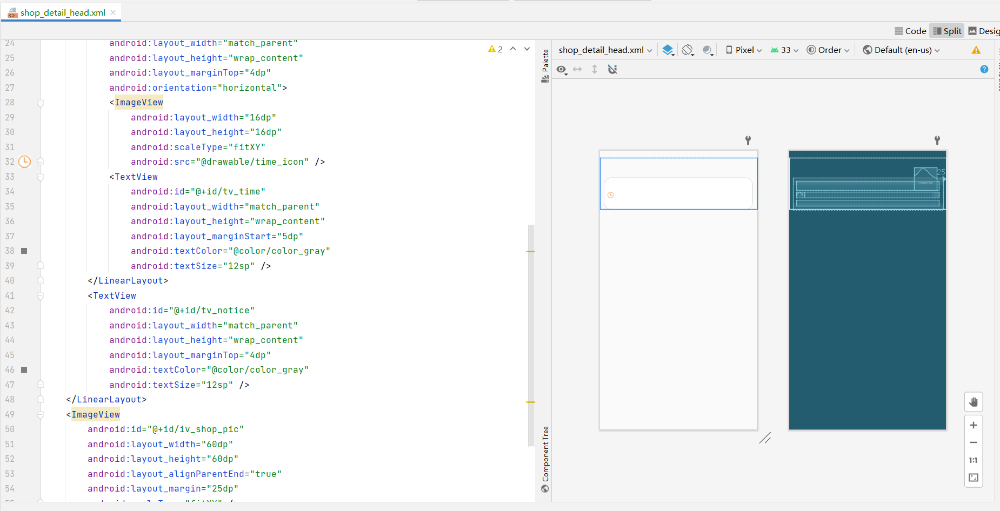 shop_detail_head.xml
Code
Split
Desig
24 android:layout_width="match_parent"
25 android:layout_height="wrap_content"
26 android:layout_marginTop="4dp"
27 android:orientation="horizontal">
28 <ImageView
29 android:layout_width="16dp"
30 android:layout_height="16dp"
31 android:scaleType="fitXY"
32 android:src="@drawable/time_icon" />
33 <TextView
34 android:id="@+id/tv_time"
35 android:layout_width="match_parent"
36 android:layout_height="wrap_content"
37 android:layout_marginStart="5dp"
38 android:textColor="@color/color_gray"
39 android:textSize="12sp" />
40 </LinearLayout>
41 <TextView
42 android:id="@+id/tv_notice"
43 android:layout_width="match_parent"
44 android:layout_height="wrap_content"
45 android:layout_marginTop="4dp"
46 android:textColor="@color/color_gray"
47 android:textSize="12sp" />
48 </LinearLayout>
49 <ImageView
50 android:id="@+id/iv_shop_pic"
51 android:layout_width="60dp"
52 android:layout_height="60dp"
53 android:layout_alignParentEnd="true"
54 android:layout_margin="25dp"
2
Palette
Component Tree
shop_detail_head.xml
Pixel
33
Order
Default (en-us)
25
ImageView
1:1